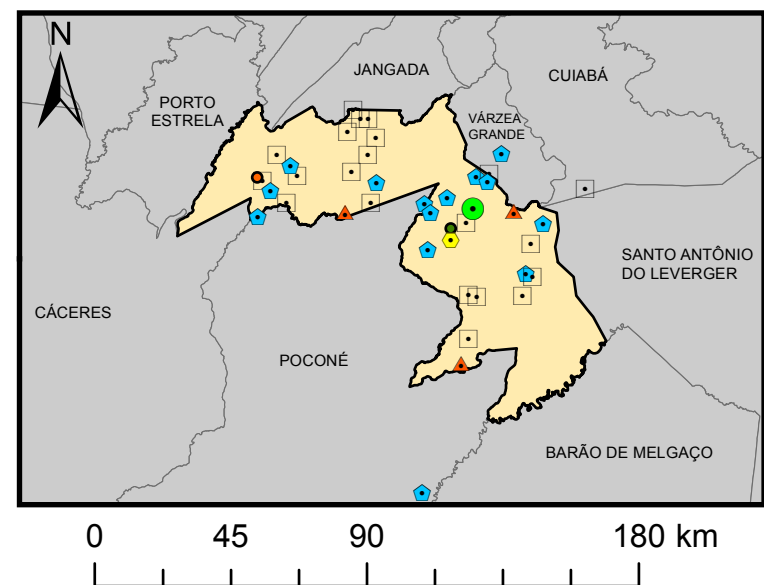 N
JANGADA
CUIABÁ
PORTO
ESTRELA
VÁRZEA
GRANDE
SANTO ANTÔNIO
DO LEVERGER
CÁCERES
POCONÉ
BARÃO DE MELGAÇO
0 45 90 180 km